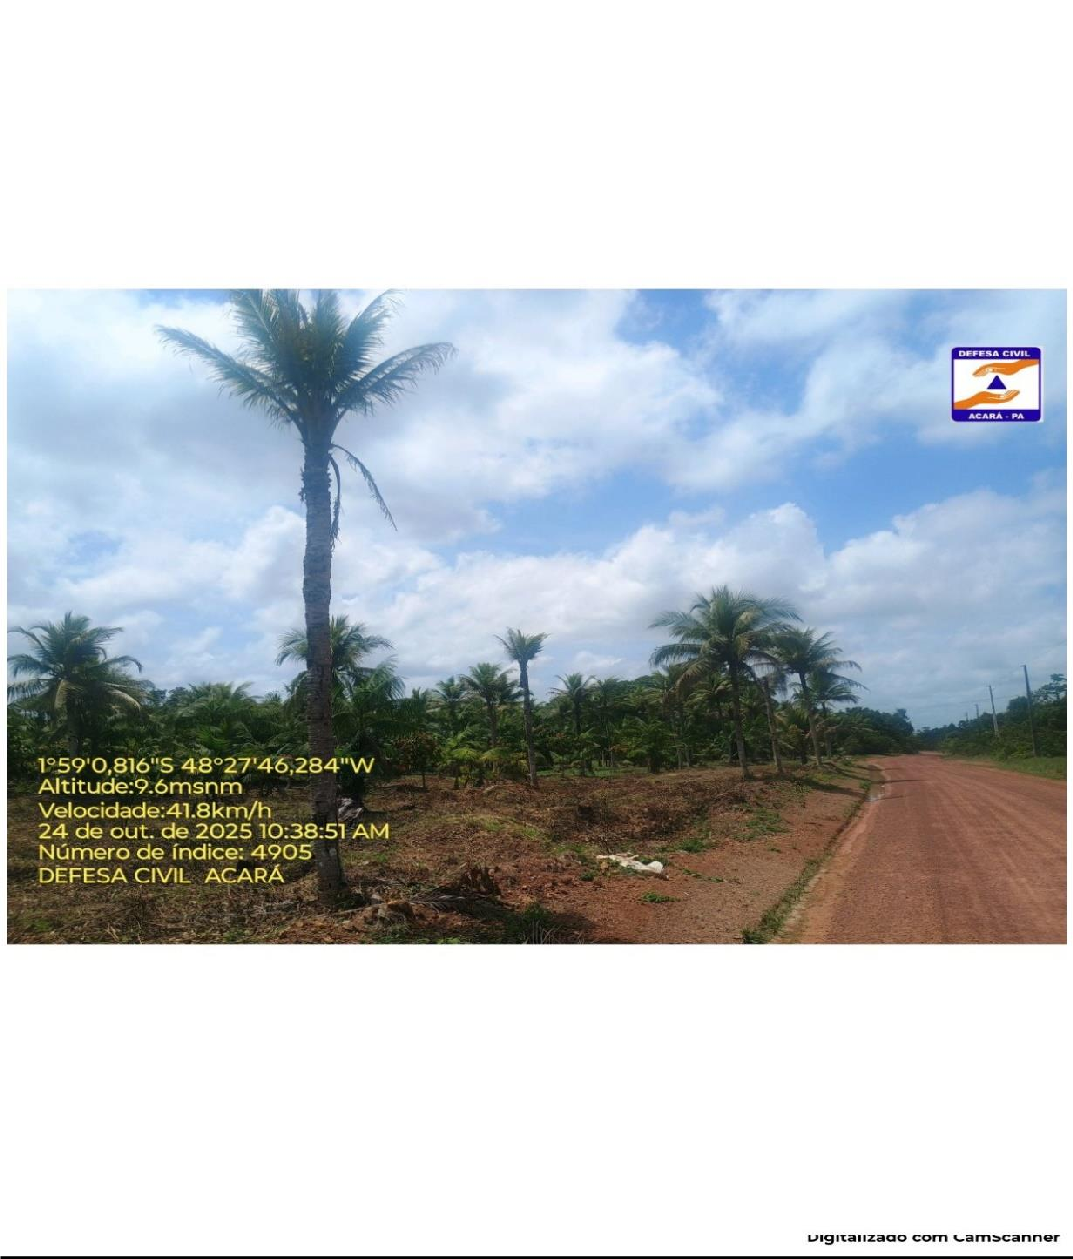 DEFESA CIVIL
ACARÁ - PA
1°59'0,816"S 48°27'46,284"W
Altitude:9.6msnm
Velocidade:41.8km/h
24 de out. de 2025 10:38:51 AM
Número de índice: 4905
DEFESA CIVIL ACARÁ
Digitalizado com CamScanner